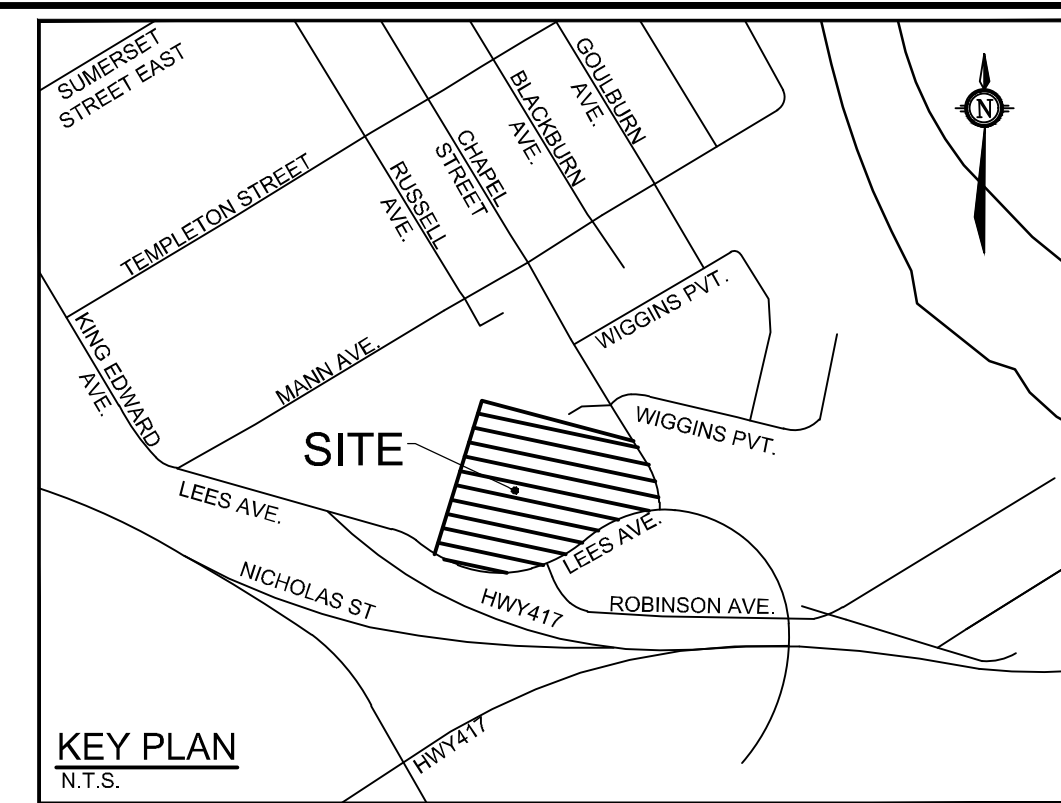 SUMERSET
STREET EAST
GOULBURN
AVE.
BLACKBURN
AVE.
N
CHAPEL
STREET
TEMPLETON STREET
RUSSELL
AVE.
WIGGINS PVT.
KING EDWARD
AVE.
MANN AVE.
WIGGINS PVT.
SITE
LEES AVE.
LEES AVE.
NICHOLAS ST
HWY417
ROBINSON AVE.
HWY417
KEY PLAN
N.T.S.